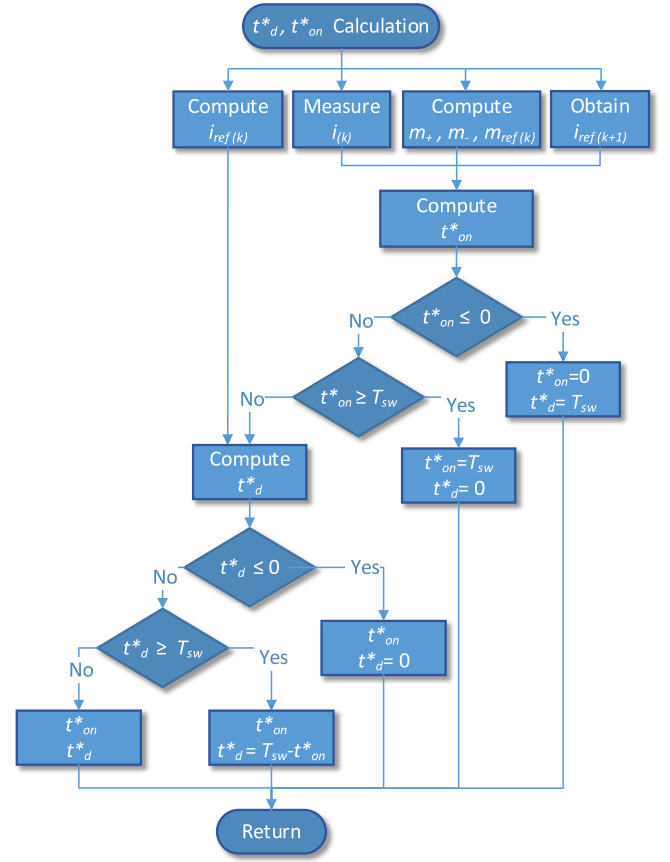 t*d, t*on Calculation
Compute
iref(k)
Measure
i(k)
Compute
m+ , m- , mref(k)
Obtain
iref(k+1)
Compute
t*on
t*on ≤ 0
No
Yes
t*on=0
t*d= Tsw
t*on ≥ Tsw
No
Yes
t*on=Tsw
t*d= 0
Compute
t*d
t*d ≤ 0
No
Yes
t*on
t*d= 0
t*d ≥ Tsw
No
Yes
t*on
t*d
t*on
t*d = Tsw-t*on
Return